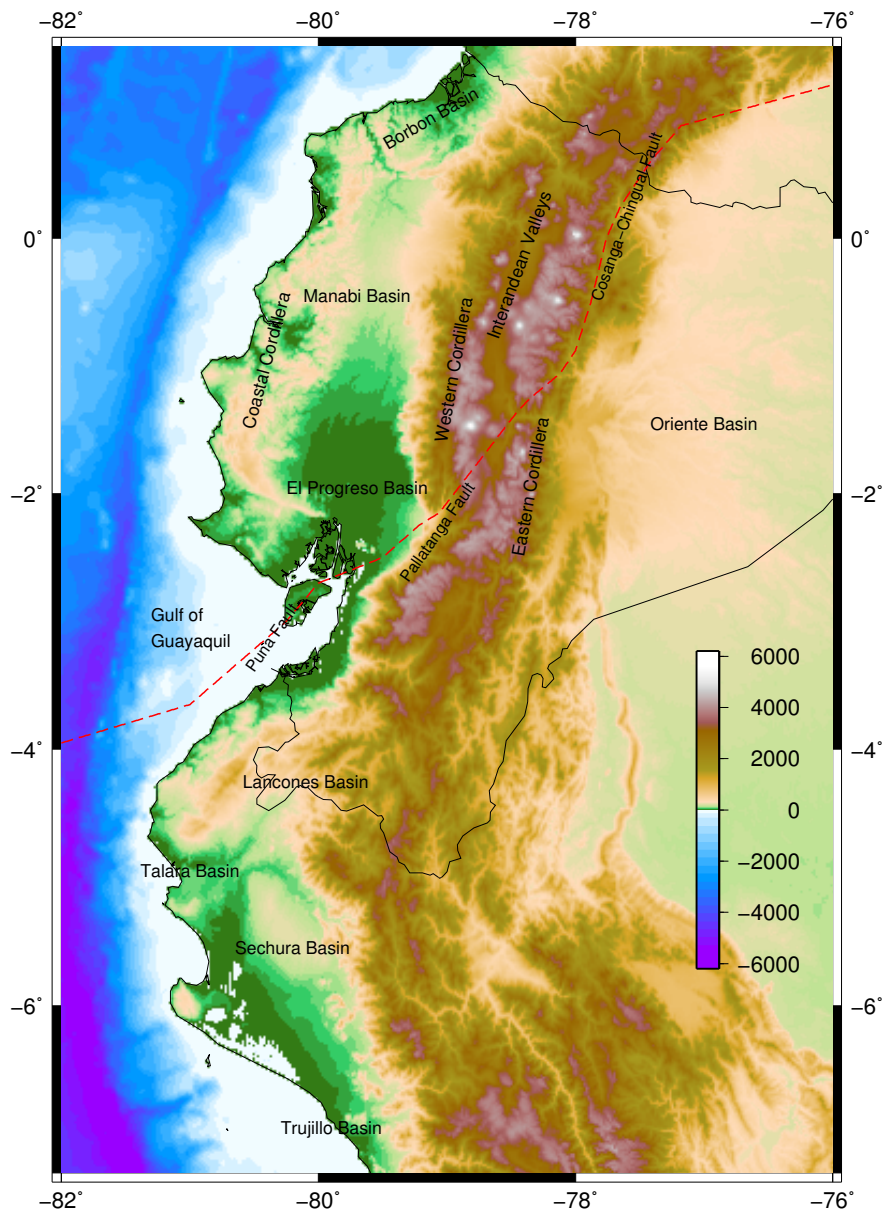 −82˚ −80˚ −78˚ −76˚
Borbon Basin
Cosanga−Chingual Fault
Interandean Valleys
0˚ 0˚
Manabi Basin
Coastal Cordillera
Western Cordillera
Oriente Basin
Eastern Cordillera
El Progreso Basin
−2˚ −2˚
Pallatanga Fault
Gulf of
Guayaquil
Puna Fault
6000
4000
2000
0
−2000
−4000
−6000
−4˚ −4˚
Lancones Basin
Talara Basin
Sechura Basin
−6˚ −6˚
Trujillo Basin
−82˚ −80˚ −78˚ −76˚